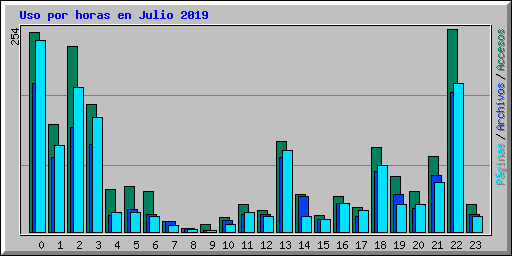 Uso por horas en Julio 2019
254
Páginas / Archivos / Accesos
0 1 2 3 4 5 6 7 8 9 10 11 12 13 14 15 16 17 18 19 20 21 22 23